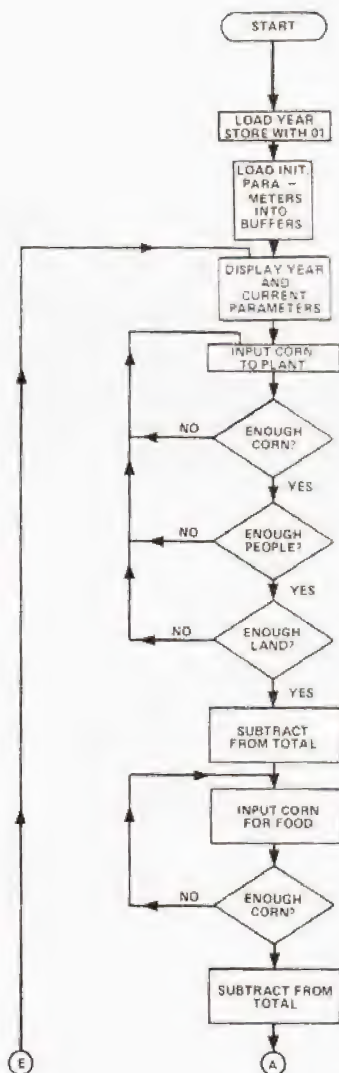 START
LOAD YEAR
STORE WITH 01
LOAD INIT.
PARA –
METERS
INTO
BUFFERS
DISPLAY YEAR
AND
CURRENT
PARAMETERS
INPUT CORN
TO PLANT
ENOUGH
CORN?
NO
YES
ENOUGH
PEOPLE?
NO
YES
ENOUGH
LAND?
NO
YES
SUBTRACT
FROM TOTAL
INPUT CORN
FOR FOOD
ENOUGH
CORN?
NO
YES
SUBTRACT FROM
TOTAL
E
A